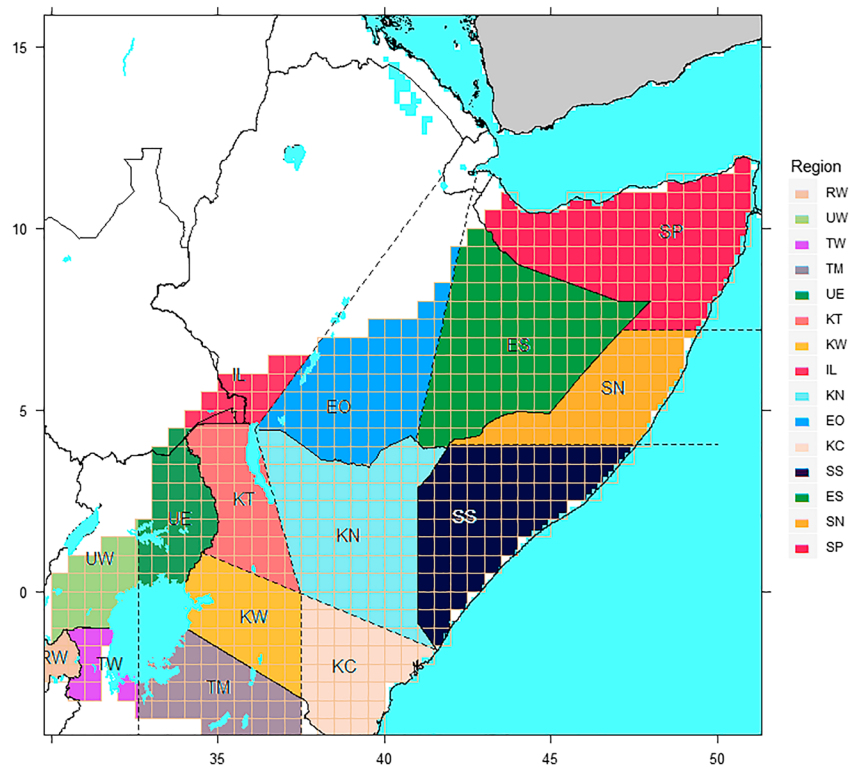 15
10
5
0
35
40
45
50
SP
ES
SN
IL
EO
KT
UE
SS
KN
UW
KW
RW
TW
KC
TM
Region
RW
UW
TW
TM
UE
KT
KW
IL
KN
EO
KC
SS
ES
SN
SP